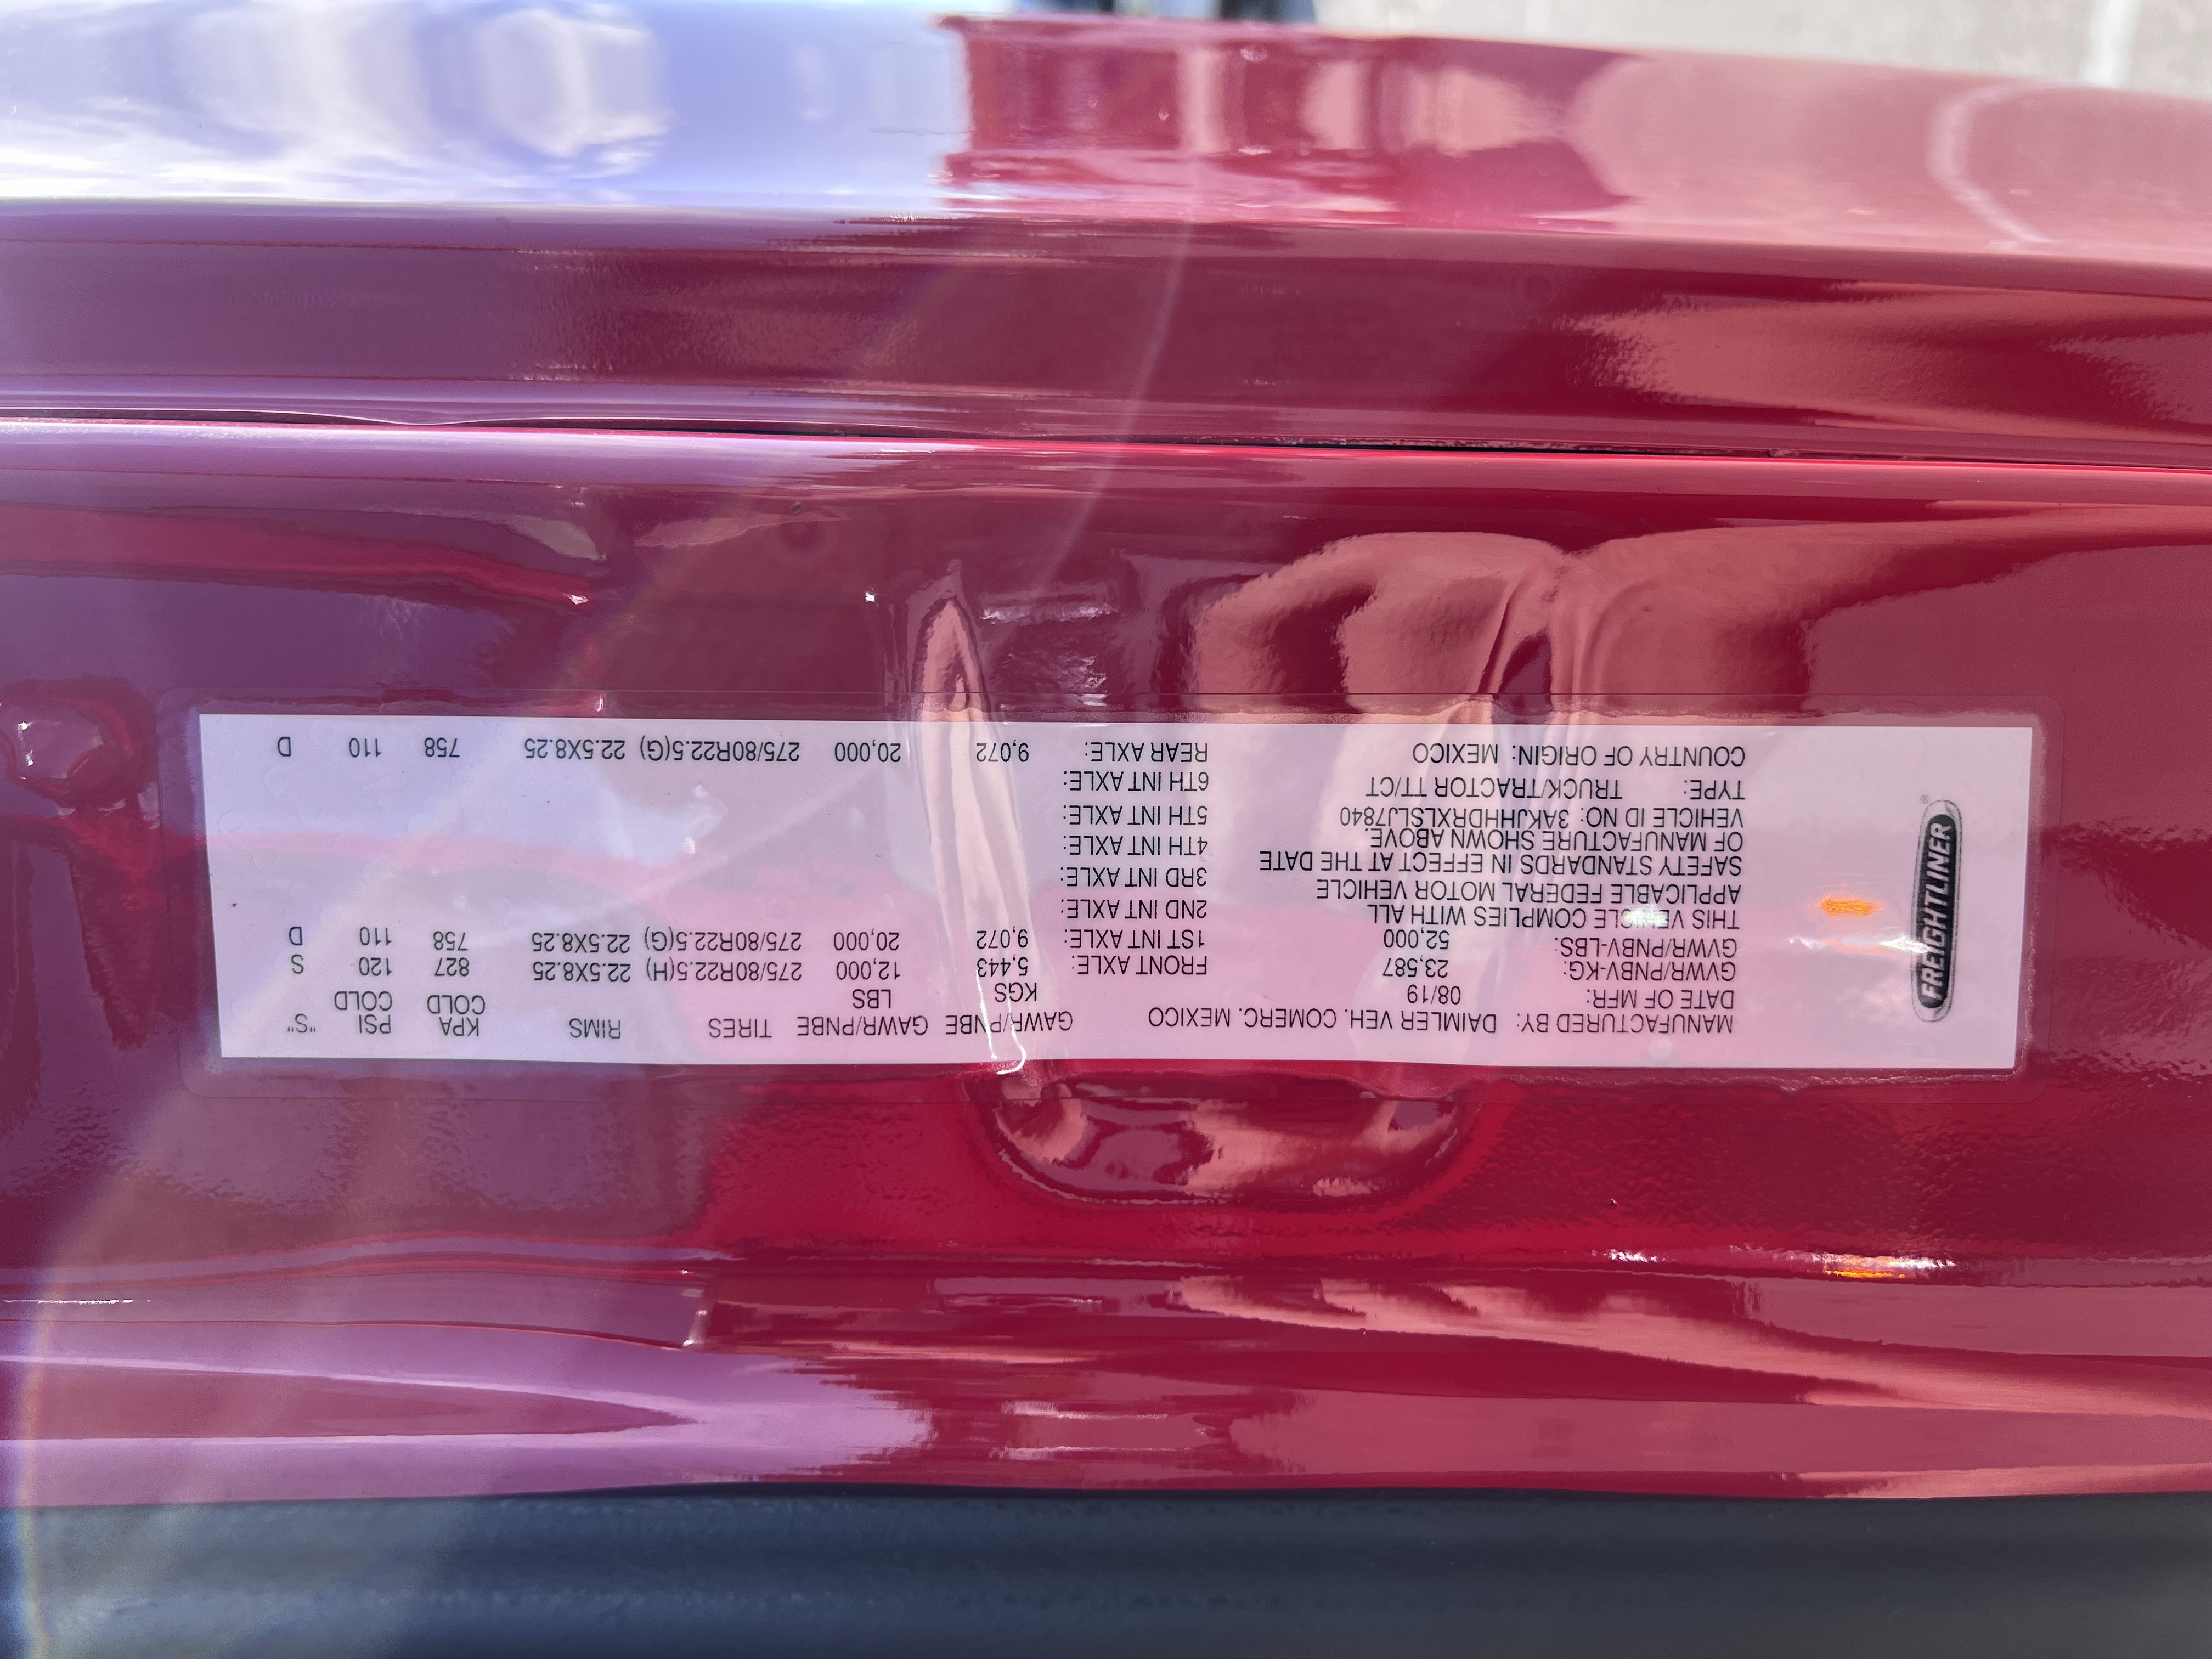 FREIGHTLINER
®
MANUFACTURED BY: DAIMLER VEH. COMERC. MEXICO
DATE OF MFR: 08/19
GVWR/PNBV-KG: 23,587
GVWR/PNBV-LBS: 52,000
THIS VEHICLE COMPLIES WITH ALL
APPLICABLE FEDERAL MOTOR VEHICLE
SAFETY STANDARDS IN EFFECT AT THE DATE
OF MANUFACTURE SHOWN ABOVE.
VEHICLE ID NO: 3AKJHHDRXLSLJ7840
TYPE: TRUCK/TRACTOR TT/CT
COUNTRY OF ORIGIN: MEXICO
GAWR/PNBE GAWR/PNBE TIRES RIMS KPA PSI "S"
KGS LBS COLD COLD
FRONT AXLE: 5,443 12,000 275/80R22.5(H) 22.5X8.25 827 120 S
1ST INT AXLE: 9,072 20,000 275/80R22.5(G) 22.5X8.25 758 110 D
2ND INT AXLE:
3RD INT AXLE:
4TH INT AXLE:
5TH INT AXLE:
6TH INT AXLE:
REAR AXLE: 9,072 20,000 275/80R22.5(G) 22.5X8.25 758 110 D